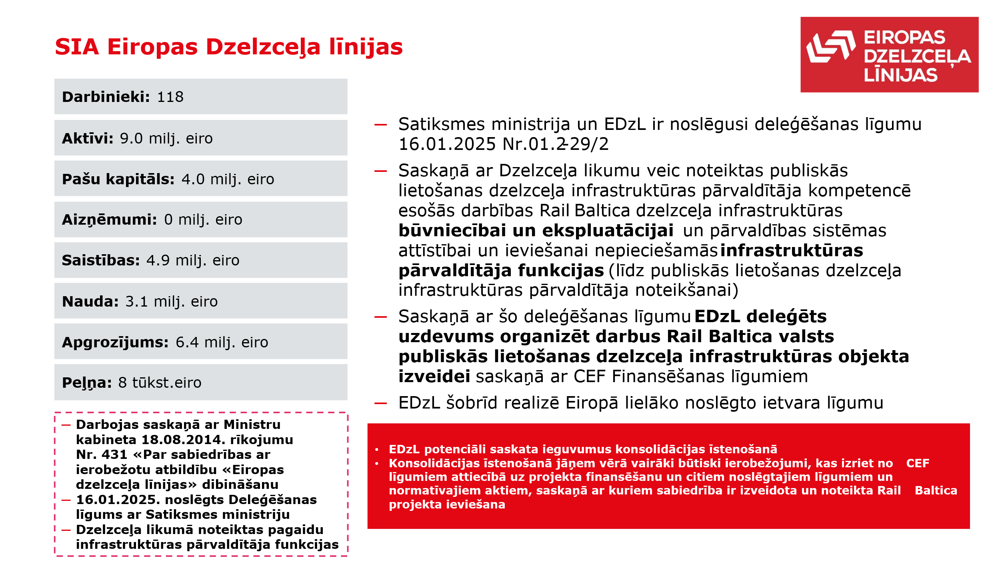 SIA Eiropas Dzelzceļa līnijas
EIROPAS
DZELZCEĻA
LĪNIJAS
Darbinieki: 118
Aktīvi: 9.0 milj. eiro
Pašu kapitāls: 4.0 milj. eiro
Aizņēmumi: 0 milj. eiro
Saistības: 4.9 milj. eiro
Nauda: 3.1 milj. eiro
Apgrozījums: 6.4 milj. eiro
Peļņa: 8 tūkst.eiro
— Darbojas saskaņā ar Ministru
kabineta 18.08.2014. rīkojumu
Nr. 431 «Par sabiedrības ar
ierobežotu atbildību «Eiropas
dzelzceļa līnijas» dibināšanu
— 16.01.2025. noslēgts Deleģēšanas
līgums ar Satiksmes ministriju
— Dzelzceļa likumā noteiktas pagaidu
infrastruktūras pārvaldītāja funkcijas
— Satiksmes ministrija un EDzL ir noslēgusi deleģēšanas līgumu
16.01.2025 Nr.01.2-29/2
— Saskaņā ar Dzelzceļa likumu veic noteiktas publiskās
lietošanas dzelzceļa infrastruktūras pārvaldītāja kompetencē
esošās darbības Rail Baltica dzelzceļa infrastruktūras
būvniecībai un ekspluatācijai un pārvaldības sistēmas
attīstībai un ieviešanai nepieciešamās infrastruktūras
pārvaldītāja funkcijas (līdz publiskās lietošanas dzelzceļa
infrastruktūras pārvaldītāja noteikšanai)
— Saskaņā ar šo deleģēšanas līgumu EDzL deleģēts
uzdevums organizēt darbus Rail Baltica valsts
publiskās lietošanas dzelzceļa infrastruktūras objekta
izveidei saskaņā ar CEF Finansēšanas līgumiem
— EDzL šobrīd realizē Eiropā lielāko noslēgto ietvara līgumu
• EDzL potenciāli saskata ieguvumus konsolidācijas īstenošanā
• Konsolidācijas īstenošanā jāņem vērā vairāki būtiski ierobežojumi, kas izriet no CEF
līgumiem attiecībā uz projekta finansēšanu un citiem noslēgtajiem līgumiem un
normatīvajiem aktiem, saskaņā ar kuriem sabiedrība ir izveidota un noteikta Rail Baltica
projekta ieviešana